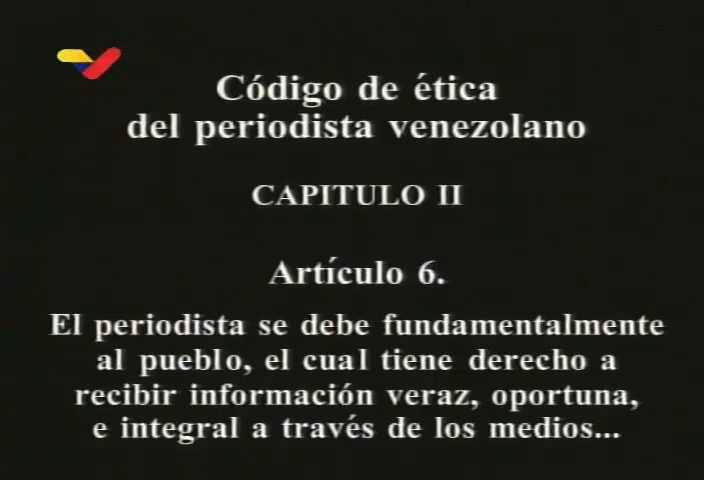 Código de ética
del periodista venezolano
CAPITULO II
Artículo 6.
El periodista se debe fundamentalmente
al pueblo, el cual tiene derecho a
recibir información veraz, oportuna,
e integral a través de los medios...